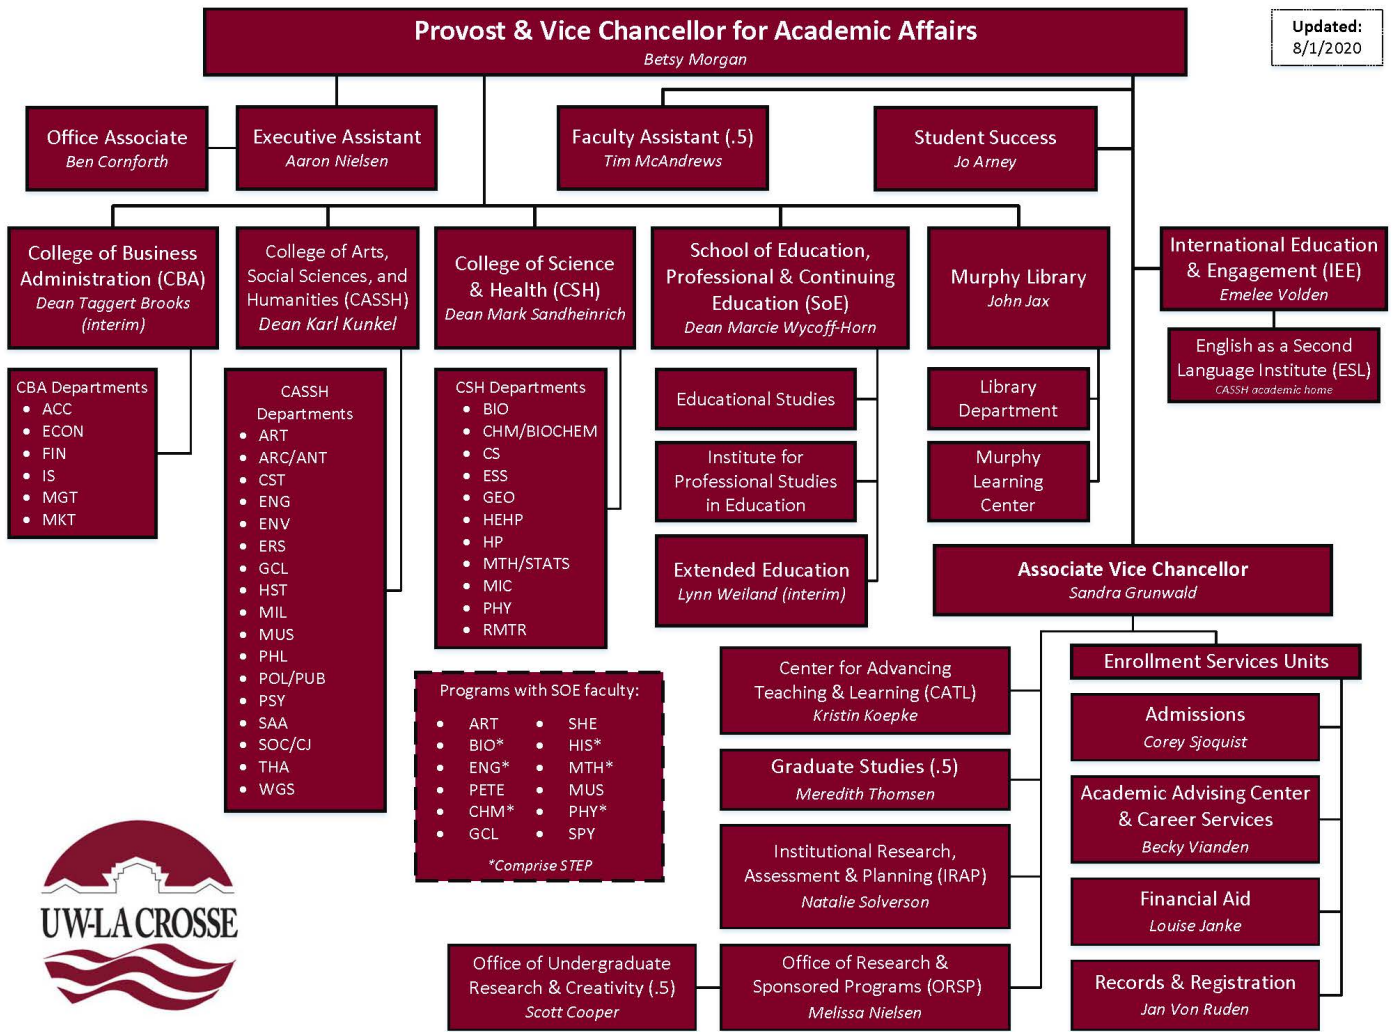 Provost & Vice Chancellor for Academic Affairs
Betsy Morgan
Updated:
8/1/2020
Office Associate
Ben Cornforth
Executive Assistant
Aaron Nielsen
Faculty Assistant (.5)
Tim McAndrews
Student Success
Jo Arney
College of Business
Administration (CBA)
Dean Taggert Brooks
(interim)
College of Arts,
Social Sciences, and
Humanities (CASSH)
Dean Karl Kunkel
College of Science
& Health (CSH)
Dean Mark Sandheinrich
School of Education,
Professional & Continuing
Education (SoE)
Dean Marcie Wycoff-Horn
Murphy Library
John Jax
International Education
& Engagement (IEE)
Emelee Volden
English as a Second
Language Institute (ESL)
CASSH academic home
CBA Departments
• ACC
• ECON
• FIN
• IS
• MGT
• MKT
CASSH
Departments
• ART
• ARC/ANT
• CST
• ENG
• ENV
• ERS
• GCL
• HST
• MIL
• MUS
• PHL
• POL/PUB
• PSY
• SAA
• SOC/CJ
• THA
• WGS
CSH Departments
• BIO
• CHM/BIOCHEM
• CS
• ESS
• GEO
• HEHP
• HP
• MTH/STATS
• MIC
• PHY
• RMTR
Educational Studies
Institute for
Professional Studies
in Education
Extended Education
Lynn Weiland (interim)
Library
Department
Murphy
Learning
Center
Associate Vice Chancellor
Sandra Grunwald
Programs with SOE faculty:
• ART
• BIO*
• ENG*
• PETE
• CHM*
• GCL
• SHE
• HIS*
• MTH*
• MUS
• PHY*
• SPY
*Comprise STEP
Center for Advancing
Teaching & Learning (CATL)
Kristin Koepke
Graduate Studies (.5)
Meredith Thomsen
Institutional Research,
Assessment & Planning (IRAP)
Natalie Solverson
Office of Research &
Sponsored Programs (ORSP)
Melissa Nielsen
Office of Undergraduate
Research & Creativity (.5)
Scott Cooper
Enrollment Services Units
Admissions
Corey Sjoquist
Academic Advising Center
& Career Services
Becky Vianden
Financial Aid
Louise Janke
Records & Registration
Jan Von Ruden
UW-LA CROSSE